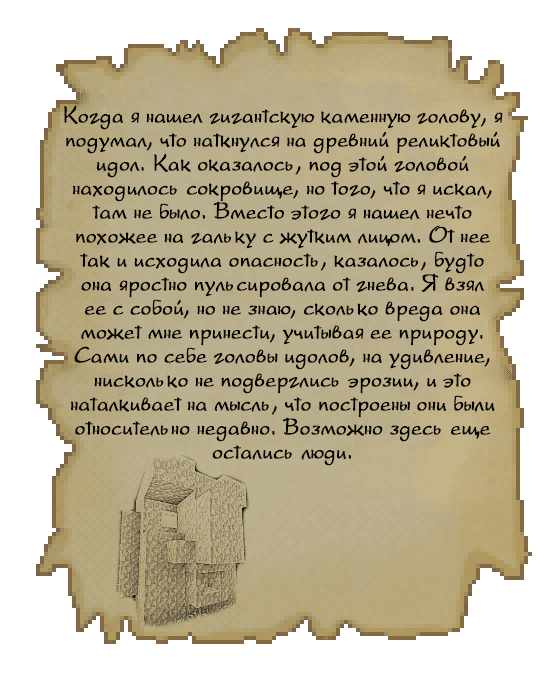 Когда я нашел гигантскую каменную голову, я
подумал, что наткнулся на древний реликтовый
идол. Как оказалось, под этой головой
находилось сокровище, но того, что я искал,
там не было. Вместо этого я нашел нечто
похожее на гальку с жутким лицом. От нее
так и исходила опасность, казалось, будто
она яростно пульсировала от гнева. Я взял
ее с собой, но не знаю, сколько вреда она
может мне принести, учитывая ее природу.
Сами по себе головы идолов, на удивление,
нисколько не подверглись эрозии, и это
наталкивает на мысль, что построены они были
относительно недавно. Возможно здесь еще
остались люди.